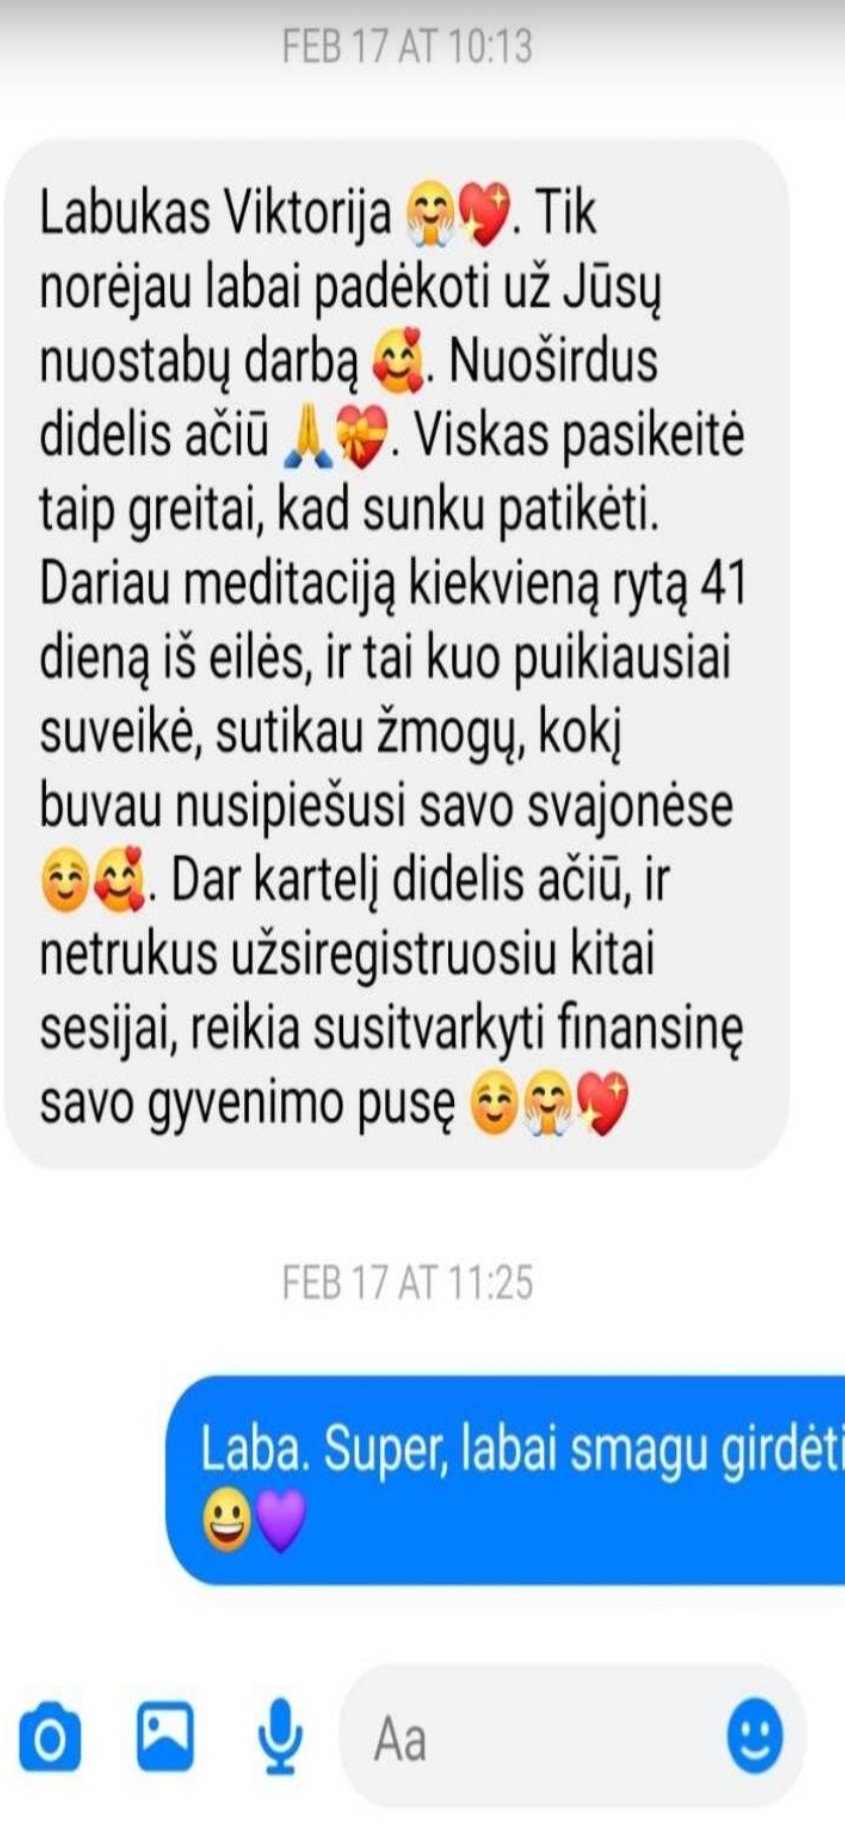 FEB 17 AT 10:13
Labukas Viktorija 🤗💖. Tik
norėjau labai padėkoti už Jūsų
nuostabų darbą 🥰. Nuoširdus
didelis ačiū 🙏💝. Viskas pasikeitė
taip greitai, kad sunku patikėti.
Dariau meditaciją kiekvieną rytą 41
dieną iš eilės, ir tai kuo puikiausiai
suveikė, sutikau žmogų, kokį
buvau nusipiešusi savo svajonėse
☺️🥰. Dar kartelį didelis ačiū, ir
netrukus užsiregistruosiu kitai
sesijai, reikia susitvarkyti finansinę
savo gyvenimo pusę ☺️🤗💖
FEB 17 AT 11:25
Laba. Super, labai smagu girdėti
😀💜
Aa